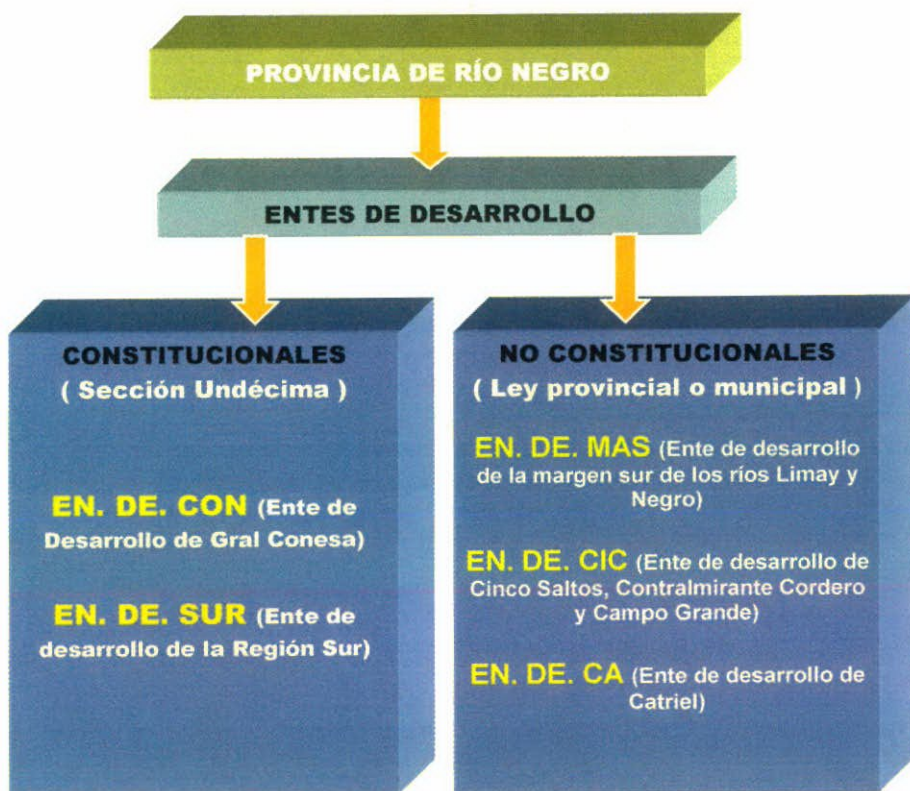 PROVINCIA DE RÍO NEGRO
ENTES DE DESARROLLO
CONSTITUCIONALES
( Sección Undécima )
EN. DE. CON (Ente de
Desarrollo de Gral Conesa)
EN. DE. SUR (Ente de
desarrollo de la Región Sur)
NO CONSTITUCIONALES
( Ley provincial o municipal )
EN. DE. MAS (Ente de desarrollo
de la margen sur de los ríos Limay y
Negro)
EN. DE. CIC (Ente de desarrollo de
Cinco Saltos, Contralmirante Cordero
y Campo Grande)
EN. DE. CA (Ente de desarrollo de
Catriel)